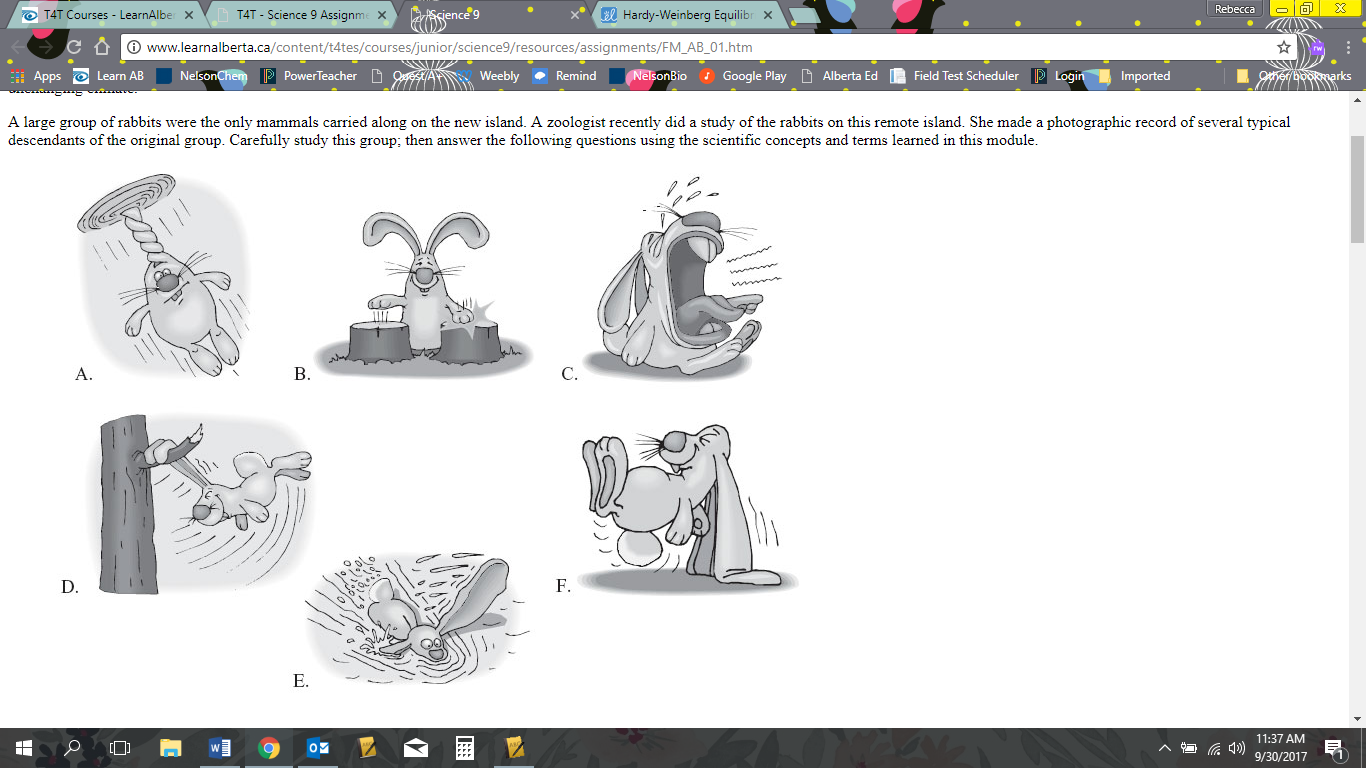 T4T Courses - LearnAlber
T4T - Science 9 Assignme
Science 9
Hardy-Weinberg Equilibr
Rebecca
www.learnalberta.ca/content/t4tes/courses/junior/science9/resources/assignments/FM_AB_01.htm
rw
Apps Learn AB NelsonChem PowerTeacher Quest A+ Weebly Remind NelsonBio Google Play Alberta Ed Field Test Scheduler Login Imported Other bookmarks
unchanging climate.
A large group of rabbits were the only mammals carried along on the new island. A zoologist recently did a study of the rabbits on this remote island. She made a photographic record of several typical
descendants of the original group. Carefully study this group; then answer the following questions using the scientific concepts and terms learned in this module.
A.
B.
C.
D.
F.
E.
11:37 AM
9/30/2017
1